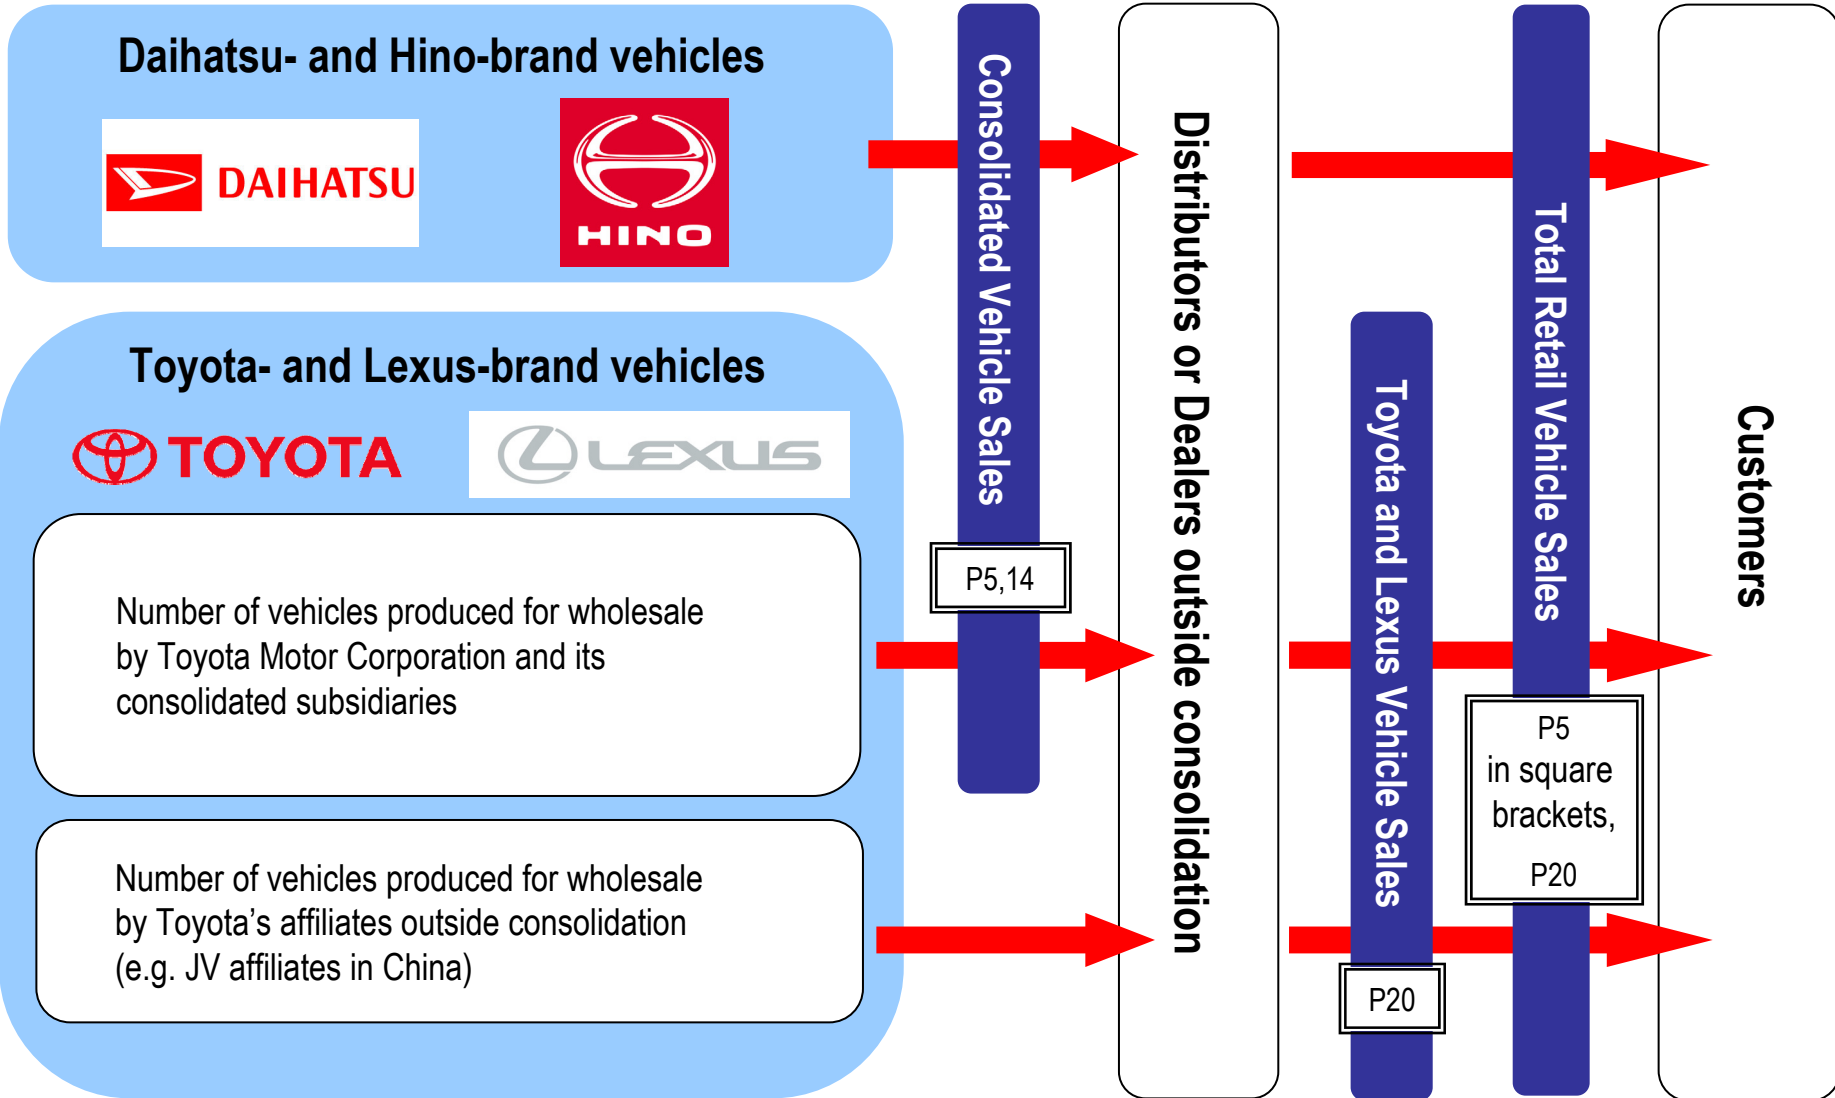 Daihatsu- and Hino-brand vehicles
DAIHATSU
HINO
Toyota- and Lexus-brand vehicles
TOYOTA
LEXUS
Number of vehicles produced for wholesale
by Toyota Motor Corporation and its
consolidated subsidiaries
Number of vehicles produced for wholesale
by Toyota’s affiliates outside consolidation
(e.g. JV affiliates in China)
Consolidated Vehicle Sales
P5,14
Distributors or Dealers outside consolidation
Toyota and Lexus Vehicle Sales
P20
Total Retail Vehicle Sales
P5
in square
brackets,
P20
Customers